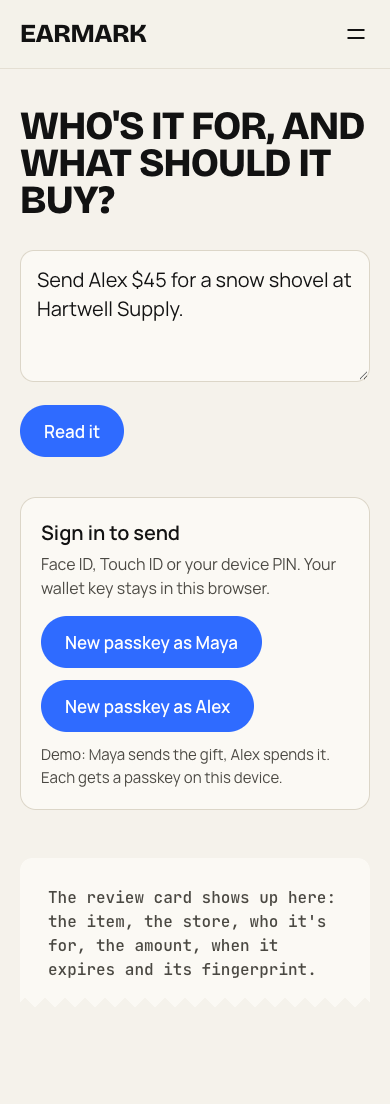 EARMARK
WHO'S IT FOR, AND
WHAT SHOULD IT
BUY?
Send Alex $45 for a snow shovel at
Hartwell Supply.
Read it
Sign in to send
Face ID, Touch ID or your device PIN. Your
wallet key stays in this browser.
New passkey as Maya
New passkey as Alex
Demo: Maya sends the gift, Alex spends it.
Each gets a passkey on this device.
The review card shows up here:
the item, the store, who it's
for, the amount, when it
expires and its fingerprint.